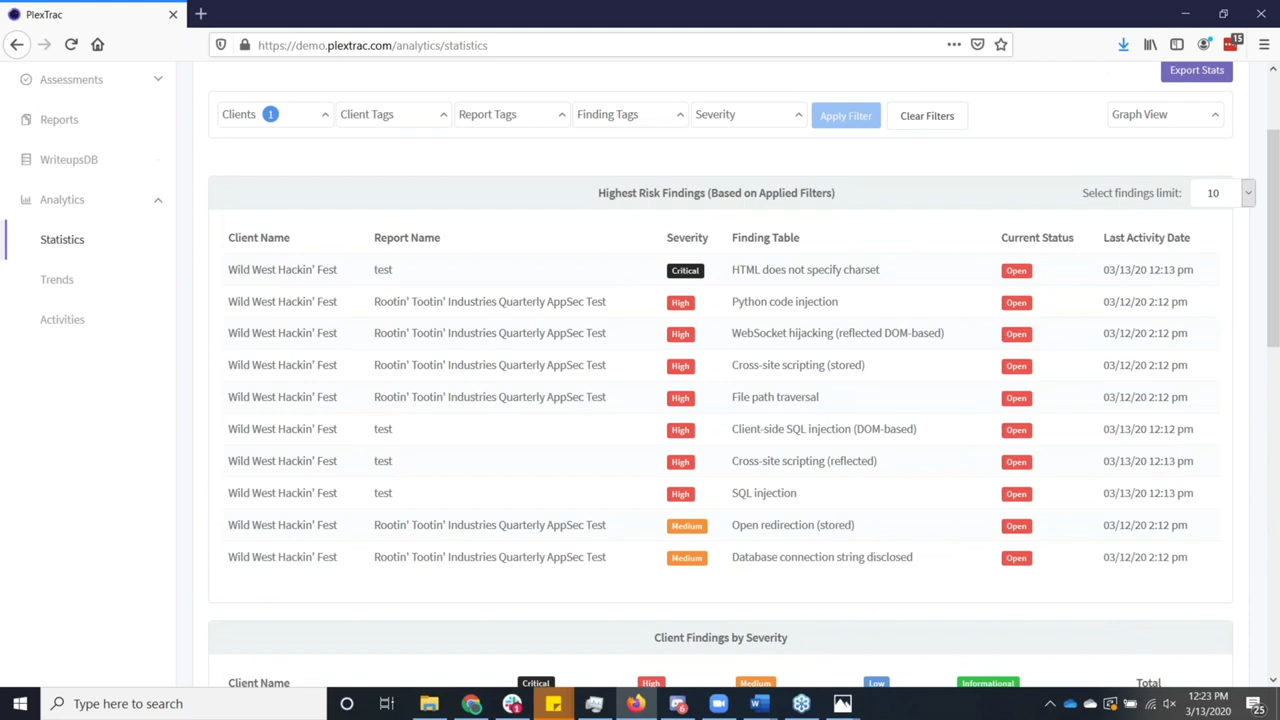 PlexTrac
https://demo.plextrac.com/analytics/statistics
15
Assessments
Reports
WriteupsDB
Analytics
Statistics
Trends
Activities
Export Stats
Clients 1 Client Tags Report Tags Finding Tags Severity Apply Filter Clear Filters Graph View
Highest Risk Findings (Based on Applied Filters) Select findings limit: 10
Client Name Report Name Severity Finding Table Current Status Last Activity Date
Wild West Hackin' Fest test Critical HTML does not specify charset Open 03/13/20 12:13 pm
Wild West Hackin' Fest Rootin' Tootin' Industries Quarterly AppSec Test High Python code injection Open 03/12/20 2:12 pm
Wild West Hackin' Fest Rootin' Tootin' Industries Quarterly AppSec Test High WebSocket hijacking (reflected DOM-based) Open 03/12/20 2:12 pm
Wild West Hackin' Fest Rootin' Tootin' Industries Quarterly AppSec Test High Cross-site scripting (stored) Open 03/12/20 2:12 pm
Wild West Hackin' Fest Rootin' Tootin' Industries Quarterly AppSec Test High File path traversal Open 03/12/20 2:12 pm
Wild West Hackin' Fest test High Client-side SQL injection (DOM-based) Open 03/13/20 12:12 pm
Wild West Hackin' Fest test High Cross-site scripting (reflected) Open 03/13/20 12:13 pm
Wild West Hackin' Fest test High SQL injection Open 03/13/20 12:13 pm
Wild West Hackin' Fest Rootin' Tootin' Industries Quarterly AppSec Test Medium Open redirection (stored) Open 03/12/20 2:12 pm
Wild West Hackin' Fest Rootin' Tootin' Industries Quarterly AppSec Test Medium Database connection string disclosed Open 03/12/20 2:12 pm
Client Findings by Severity
Client Name Critical High Medium Low Informational Total
Type here to search
12:23 PM
3/13/2020
25